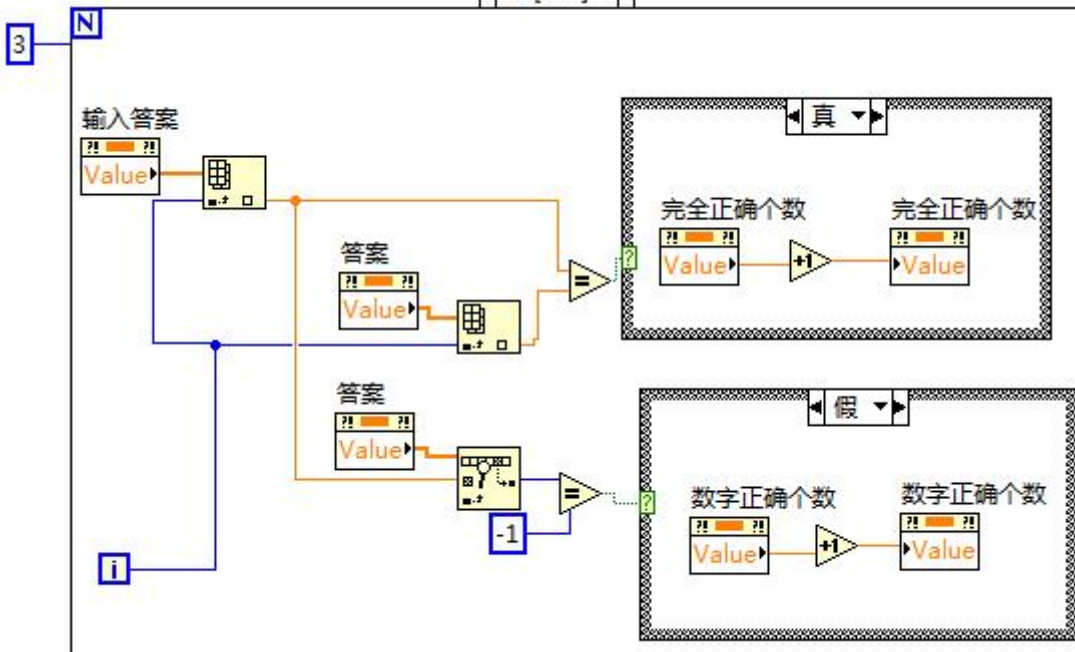 N
3
输入答案
Value
真
完全正确个数
Value
+1
完全正确个数
Value
答案
Value
=
?
答案
Value
=
-1
假
?
数字正确个数
Value
+1
数字正确个数
Value
i